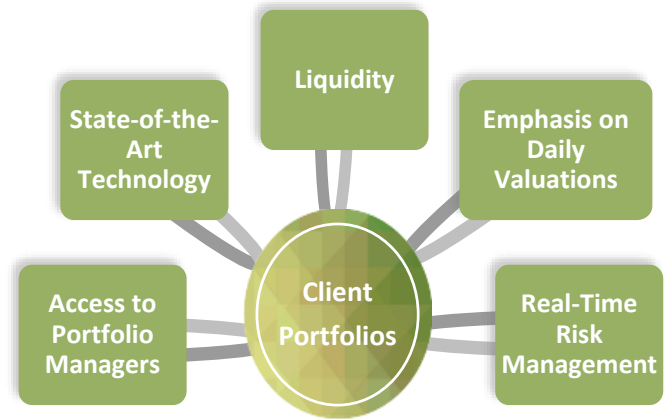 Liquidity
State-of-the-
Art
Technology
Emphasis on
Daily
Valuations
Access to
Portfolio
Managers
Client
Portfolios
Real-Time
Risk
Management